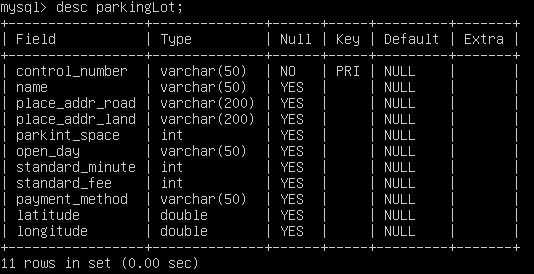 mysql> desc parkingLot;
+-----------------+--------------+------+-----+---------+-------+
| Field           | Type         | Null | Key | Default | Extra |
+-----------------+--------------+------+-----+---------+-------+
| control_number  | varchar(50)  | NO   | PRI | NULL    |       |
| name            | varchar(50)  | YES  |     | NULL    |       |
| place_addr_road | varchar(200) | YES  |     | NULL    |       |
| place_addr_land | varchar(200) | YES  |     | NULL    |       |
| parkint_space   | int          | YES  |     | NULL    |       |
| open_day        | varchar(50)  | YES  |     | NULL    |       |
| standard_minute | int          | YES  |     | NULL    |       |
| standard_fee    | int          | YES  |     | NULL    |       |
| payment_method  | varchar(50)  | YES  |     | NULL    |       |
| latitude        | double       | YES  |     | NULL    |       |
| longitude       | double       | YES  |     | NULL    |       |
+-----------------+--------------+------+-----+---------+-------+
11 rows in set (0.00 sec)